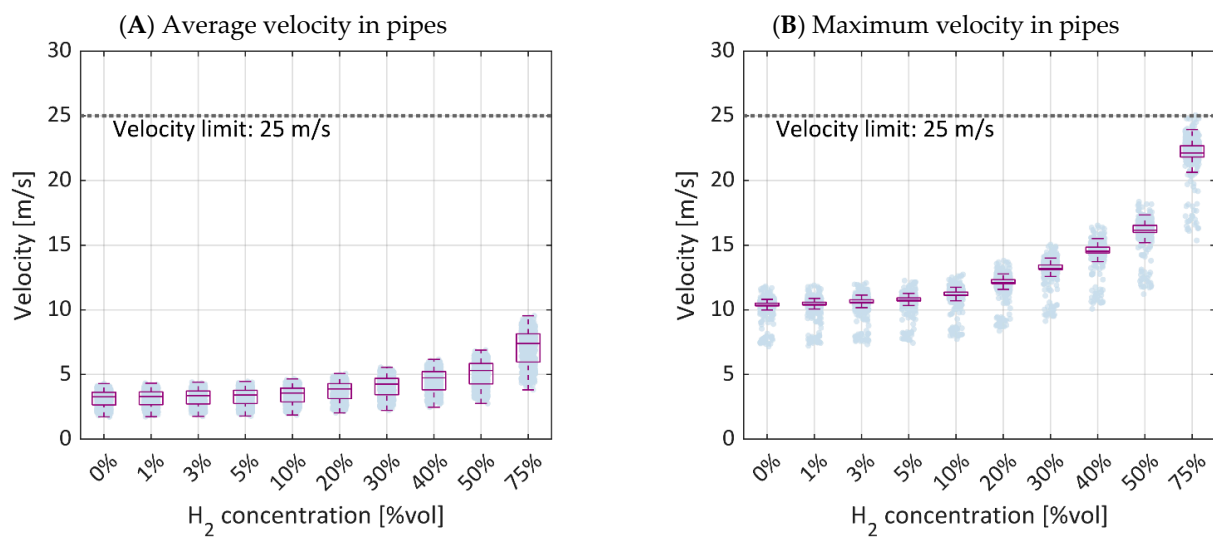 (A) Average velocity in pipes
30
25
20
15
10
5
0
Velocity [m/s]
Velocity limit: 25 m/s
0% 1% 3% 5% 10% 20% 30% 40% 50% 75%
H2 concentration [%vol]
(B) Maximum velocity in pipes
30
25
20
15
10
5
0
Velocity [m/s]
Velocity limit: 25 m/s
0% 1% 3% 5% 10% 20% 30% 40% 50% 75%
H2 concentration [%vol]